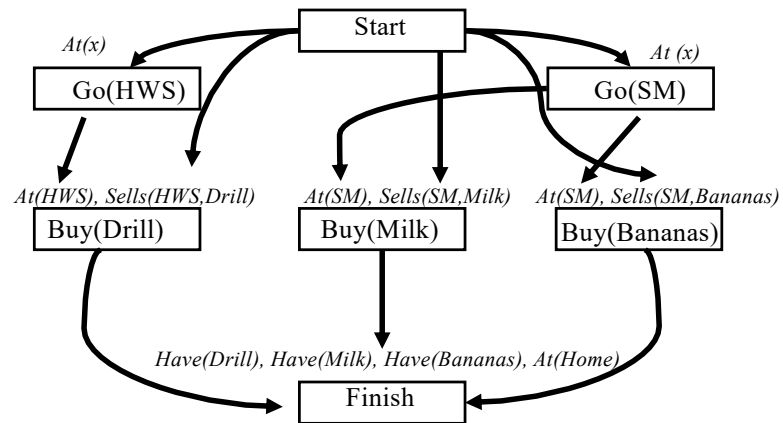 Start
At(x)
At (x)
Go(HWS)
Go(SM)
At(HWS), Sells(HWS,Drill)
At(SM), Sells(SM,Milk)
At(SM), Sells(SM,Bananas)
Buy(Drill)
Buy(Milk)
Buy(Bananas)
Have(Drill), Have(Milk), Have(Bananas), At(Home)
Finish